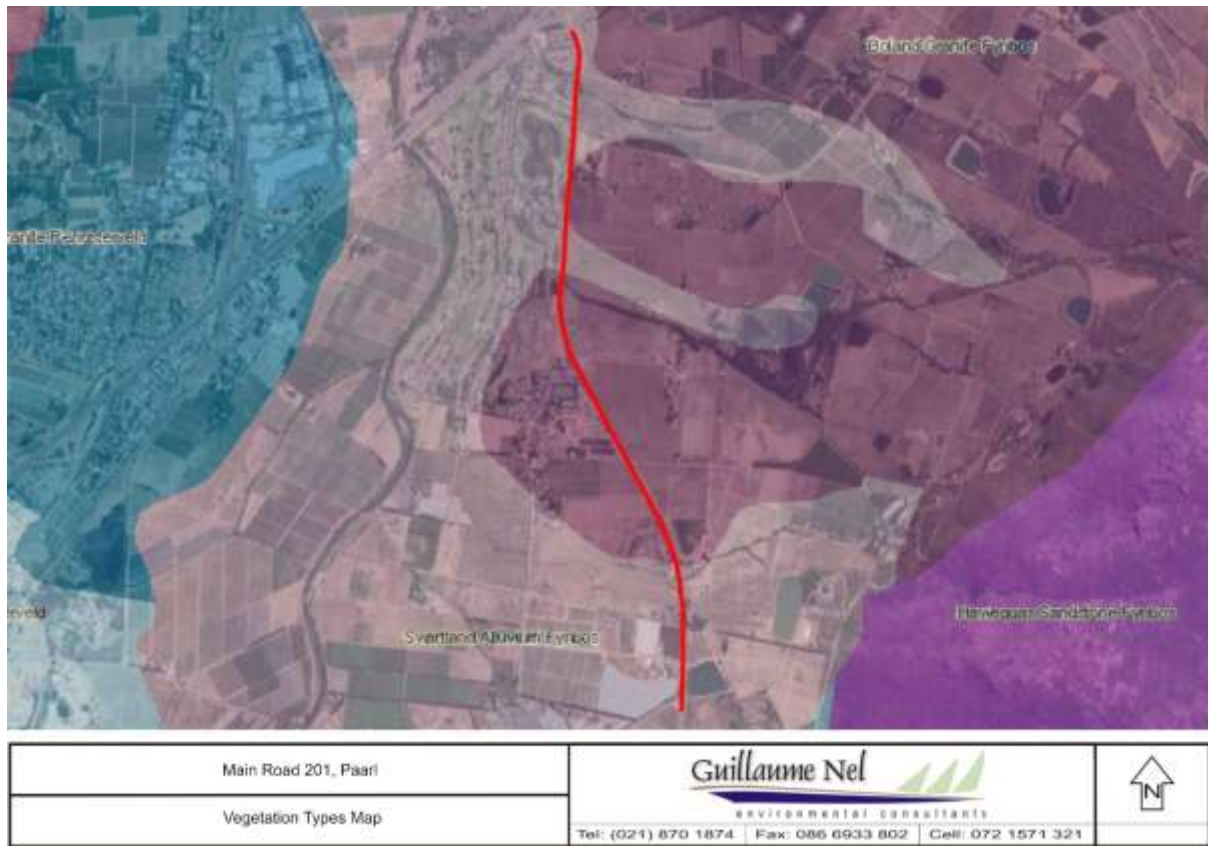 Boland Granite Fynbos
Hawequas Sandstone Fynbos
Swartland Alluvium Fynbos
erveld
Main Road 201, Paarl
Vegetation Types Map
Guillaume Nel
environmental consultants
Tel: (021) 870 1874 Fax: 086 6933 802 Cell: 072 1571 321
N